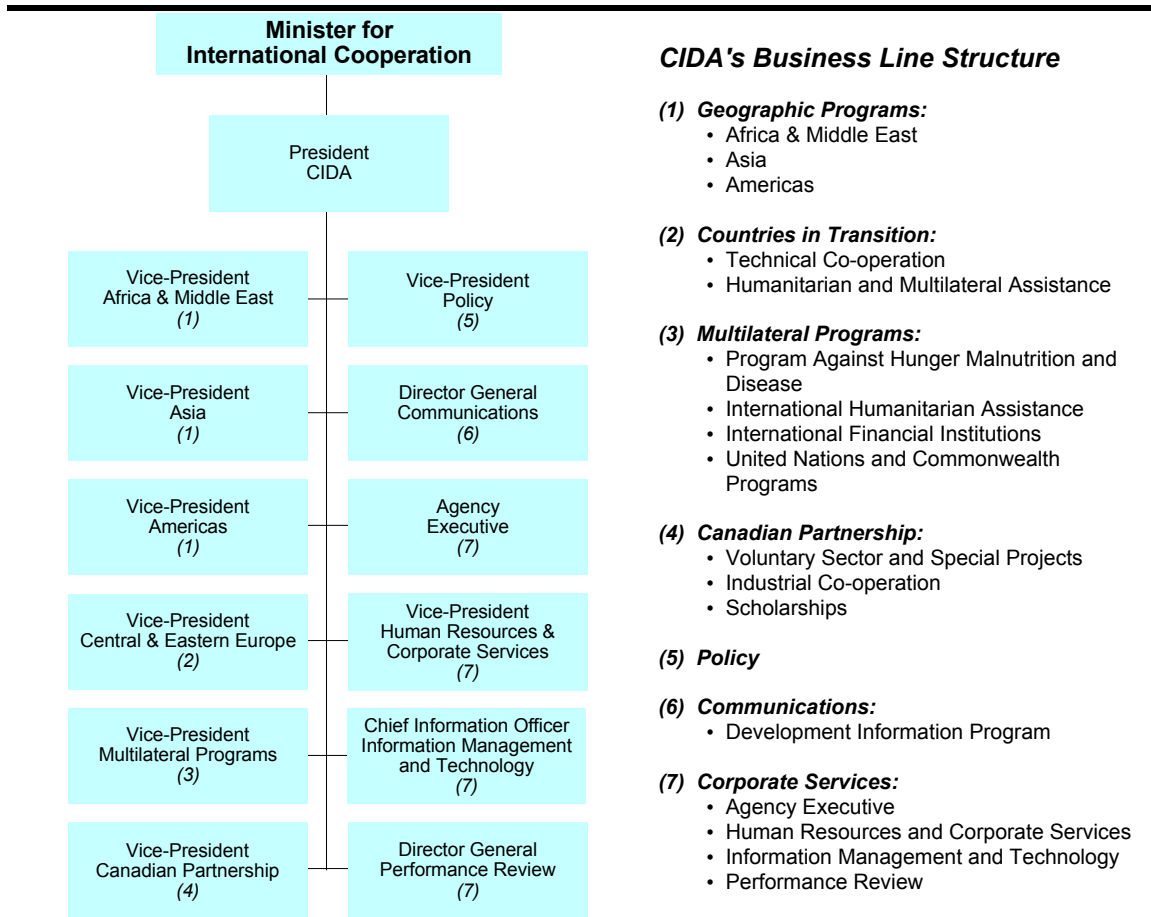 Minister for
International Cooperation
President
CIDA
Vice-President
Africa & Middle East
(1)
Vice-President
Policy
(5)
Vice-President
Asia
(1)
Director General
Communications
(6)
Vice-President
Americas
(1)
Agency
Executive
(7)
Vice-President
Central & Eastern Europe
(2)
Vice-President
Human Resources &
Corporate Services
(7)
Vice-President
Multilateral Programs
(3)
Chief Information Officer
Information Management
and Technology
(7)
Vice-President
Canadian Partnership
(4)
Director General
Performance Review
(7)
CIDA's Business Line Structure
(1) Geographic Programs:
• Africa & Middle East
• Asia
• Americas
(2) Countries in Transition:
• Technical Co-operation
• Humanitarian and Multilateral Assistance
(3) Multilateral Programs:
• Program Against Hunger Malnutrition and
Disease
• International Humanitarian Assistance
• International Financial Institutions
• United Nations and Commonwealth
Programs
(4) Canadian Partnership:
• Voluntary Sector and Special Projects
• Industrial Co-operation
• Scholarships
(5) Policy
(6) Communications:
• Development Information Program
(7) Corporate Services:
• Agency Executive
• Human Resources and Corporate Services
• Information Management and Technology
• Performance Review